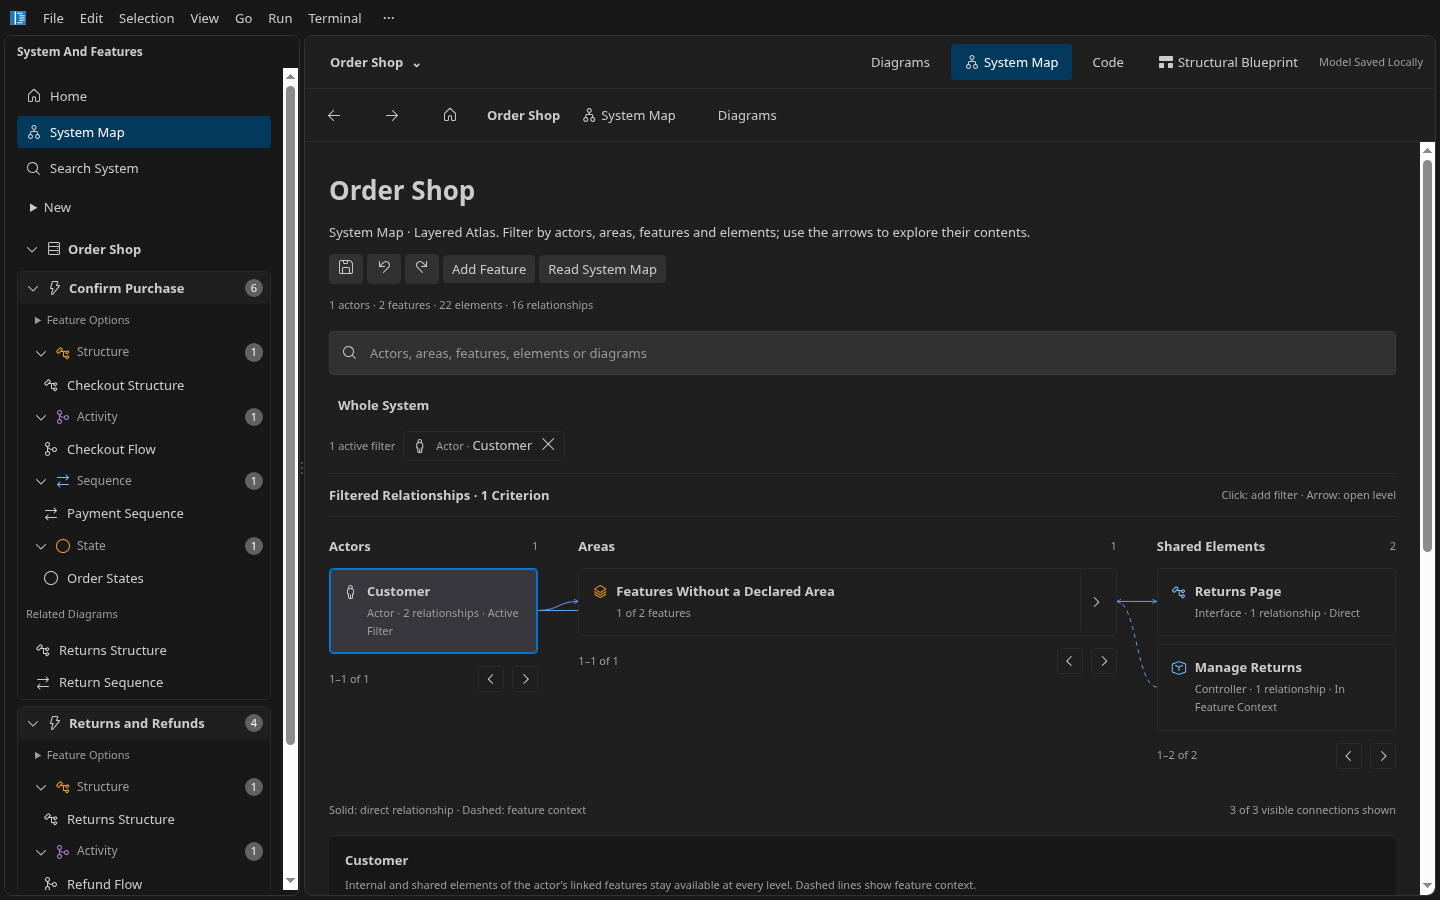 File Edit Selection View Go Run Terminal ···
System And Features
Home
System Map
Search System
New
Order Shop
Confirm Purchase 6
Feature Options
Structure 1
Checkout Structure
Activity 1
Checkout Flow
Sequence 1
Payment Sequence
State 1
Order States
Related Diagrams
Returns Structure
Return Sequence
Returns and Refunds 4
Feature Options
Structure 1
Returns Structure
Activity 1
Refund Flow
Order Shop Diagrams System Map Code Structural Blueprint Model Saved Locally
Order Shop System Map Diagrams
Order Shop
System Map · Layered Atlas. Filter by actors, areas, features and elements; use the arrows to explore their contents.
Add Feature Read System Map
1 actors · 2 features · 22 elements · 16 relationships
Actors, areas, features, elements or diagrams
Whole System
1 active filter Actor · Customer
Filtered Relationships · 1 Criterion Click: add filter · Arrow: open level
Actors 1
Customer
Actor · 2 relationships · Active
Filter
1–1 of 1
Areas 1
Features Without a Declared Area
1 of 2 features
1–1 of 1
Shared Elements 2
Returns Page
Interface · 1 relationship · Direct
Manage Returns
Controller · 1 relationship · In
Feature Context
1–2 of 2
Solid: direct relationship · Dashed: feature context 3 of 3 visible connections shown
Customer
Internal and shared elements of the actor's linked features stay available at every level. Dashed lines show feature context.